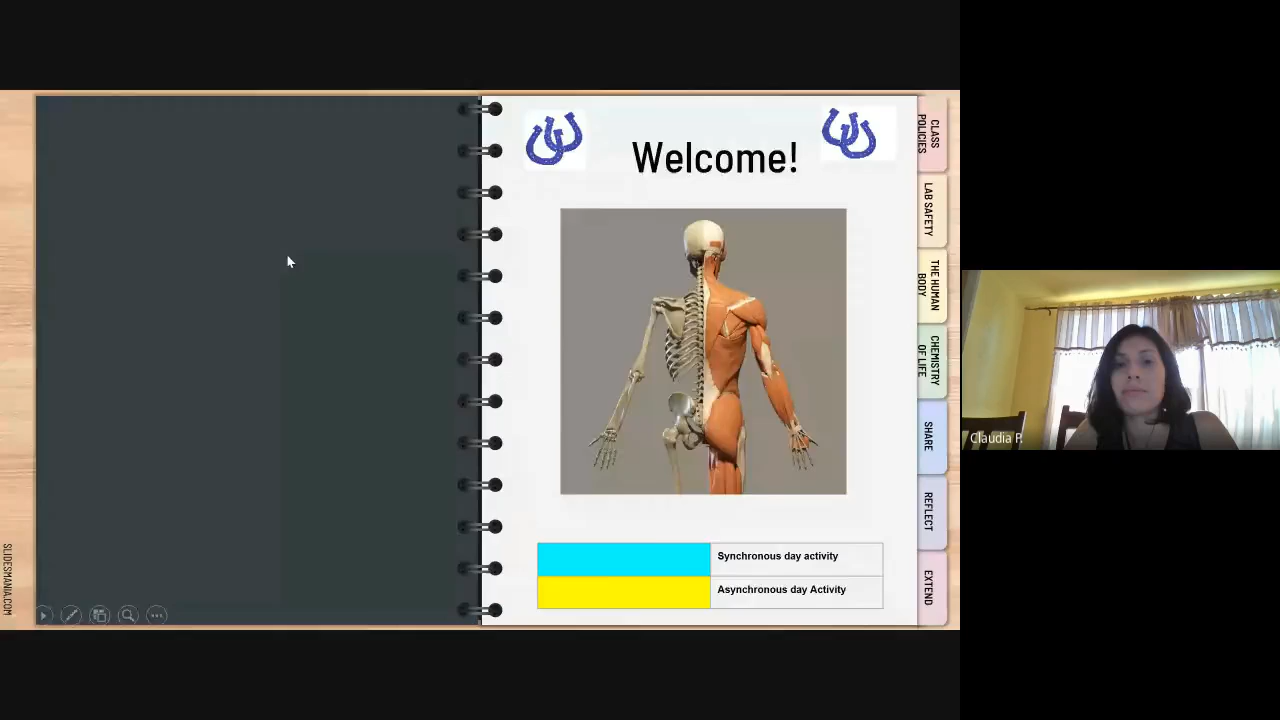 Welcome!
Synchronous day activity
Asynchronous day Activity
CLASS
POLICIES
LAB SAFETY
THE HUMAN
BODY
CHEMISTRY
OF LIFE
SHARE
REFLECT
EXTEND
SLIDESMANIA.COM
Claudia P.